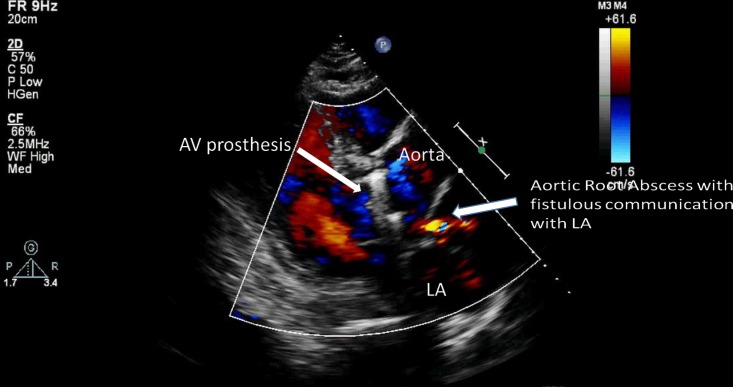 FR 9Hz
20cm
2D
57%
C 50
P Low
HGen
CF
66%
2.5MHz
WF High
Med
G
P R
1.7 3.4
P
M3 M4
+61.6
-61.6
cm/s
AV prosthesis
Aorta
Aortic Root Abscess with
fistulous communication
with LA
LA